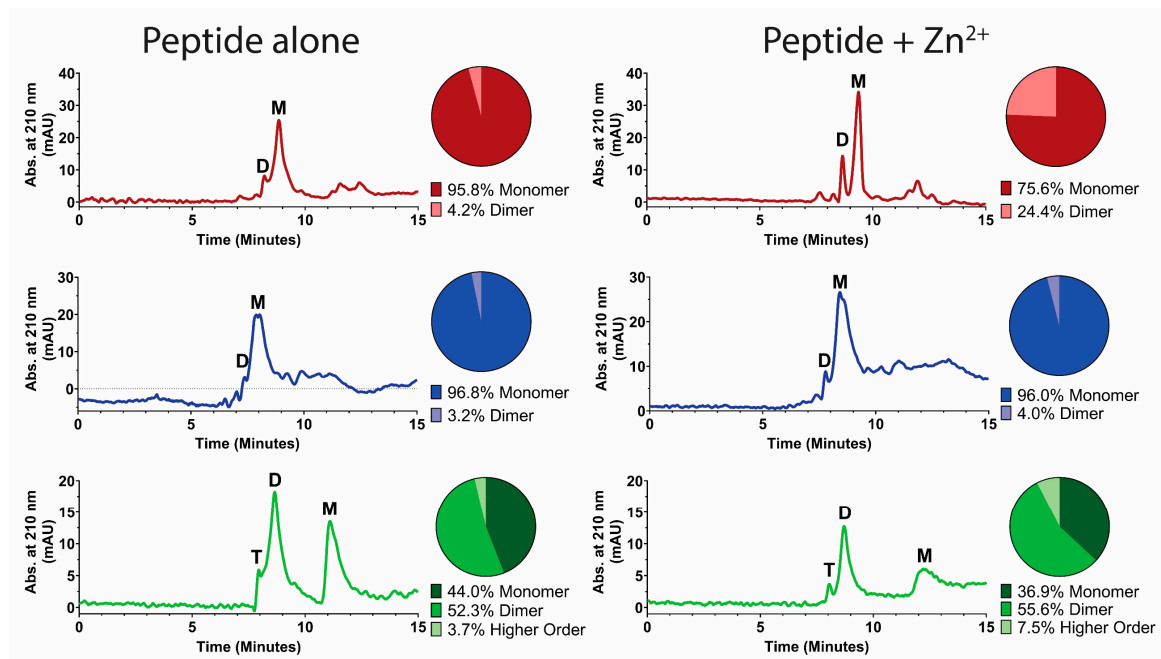 Peptide alone
Peptide + Zn2+
40
30
20
10
0
Abs. at 210 nm
(mAU)
D
M
0
5
10
15
Time (Minutes)
95.8% Monomer
4.2% Dimer
40
30
20
10
0
Abs. at 210 nm
(mAU)
D
M
0
5
10
15
Time (Minutes)
75.6% Monomer
24.4% Dimer
30
20
10
0
Abs. at 210 nm
(mAU)
D
M
0
5
10
15
Time (Minutes)
96.8% Monomer
3.2% Dimer
30
20
10
0
Abs. at 210 nm
(mAU)
D
M
0
5
10
15
Time (Minutes)
96.0% Monomer
4.0% Dimer
20
15
10
5
0
Abs. at 210 nm
(mAU)
T
D
M
0
5
10
15
Time (Minutes)
44.0% Monomer
52.3% Dimer
3.7% Higher Order
20
15
10
5
0
Abs. at 210 nm
(mAU)
T
D
M
0
5
10
15
Time (Minutes)
36.9% Monomer
55.6% Dimer
7.5% Higher Order